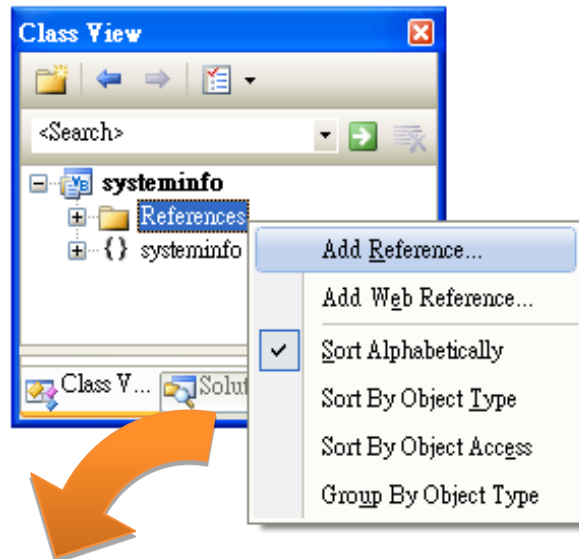 Class View
<Search>
systeminfo
References
{} systeminfo
Add Reference...
Add Web Reference...
Sort Alphabetically
Sort By Object Type
Sort By Object Access
Group By Object Type
Class V...